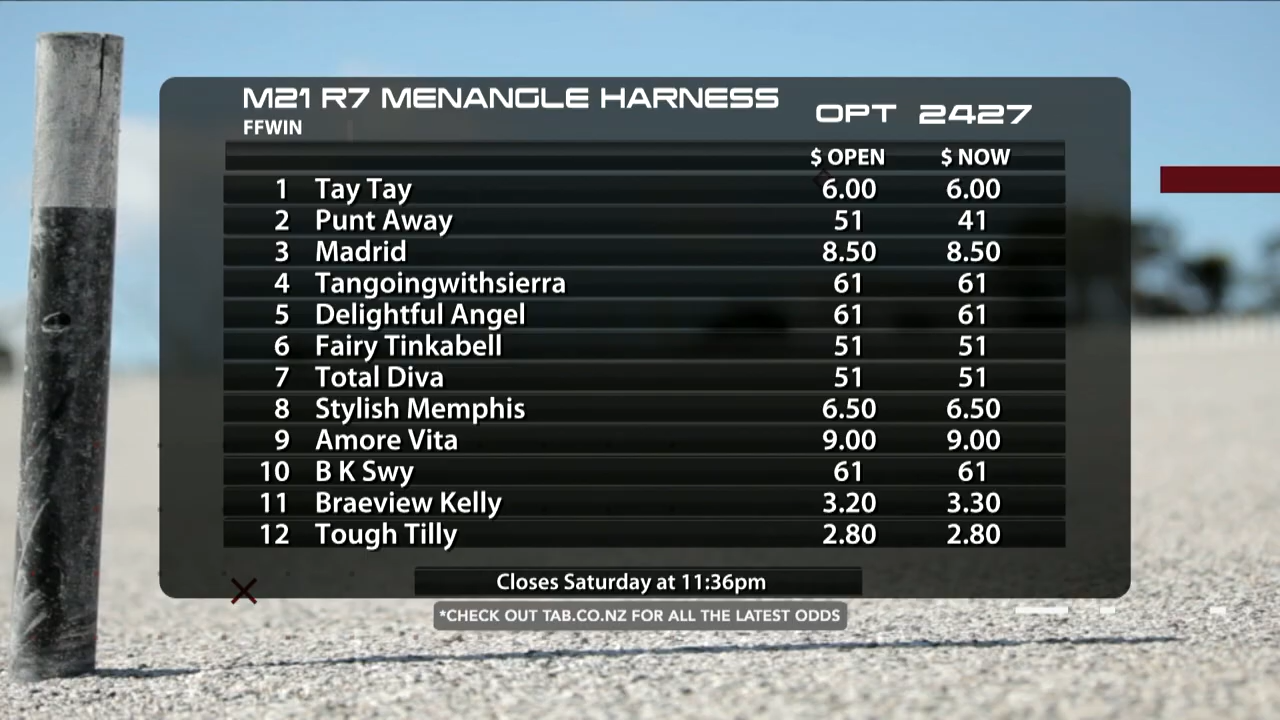 M21 R7 MENANGLE HARNESS OPT 2427
FFWIN
$ OPEN $ NOW
1 Tay Tay 6.00 6.00
2 Punt Away 51 41
3 Madrid 8.50 8.50
4 Tangoingwithsierra 61 61
5 Delightful Angel 61 61
6 Fairy Tinkabell 51 51
7 Total Diva 51 51
8 Stylish Memphis 6.50 6.50
9 Amore Vita 9.00 9.00
10 B K Swy 61 61
11 Braeview Kelly 3.20 3.30
12 Tough Tilly 2.80 2.80
Closes Saturday at 11:36pm
*CHECK OUT TAB.CO.NZ FOR ALL THE LATEST ODDS